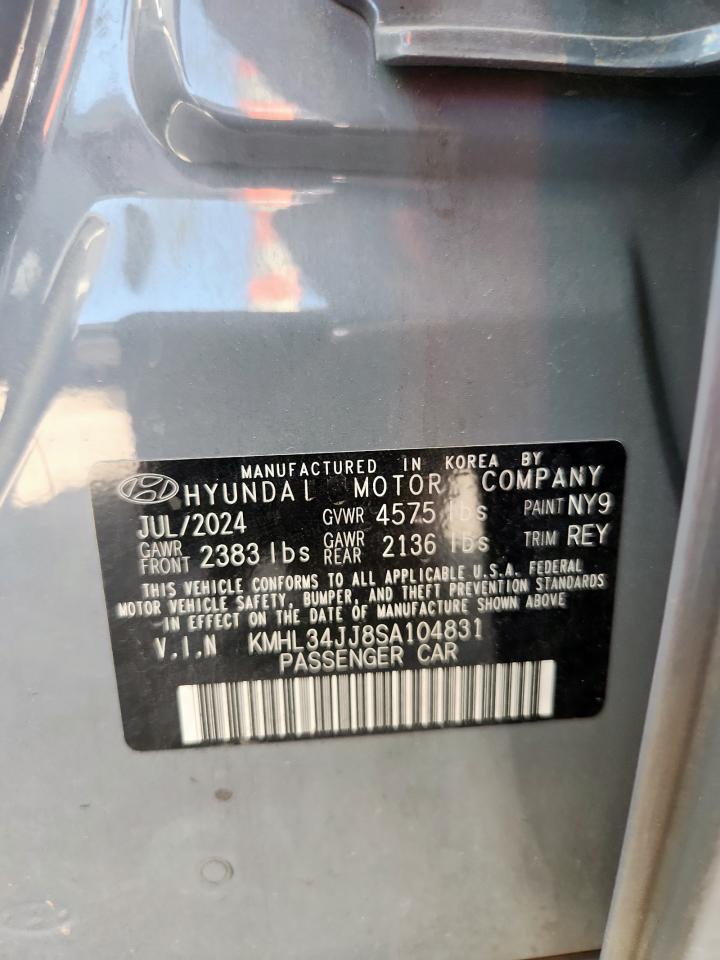 MANUFACTURED IN KOREA BY
HYUNDAI MOTOR COMPANY
JUL/2024 GVWR 4575 lbs PAINT NY9
GAWR FRONT 2383 lbs GAWR REAR 2136 lbs TRIM REY
THIS VEHICLE CONFORMS TO ALL APPLICABLE U.S.A. FEDERAL
MOTOR VEHICLE SAFETY, BUMPER, AND THEFT PREVENTION STANDARDS
IN EFFECT ON THE DATE OF MANUFACTURE SHOWN ABOVE
V.I.N KMHL34JJ8SA104831
PASSENGER CAR